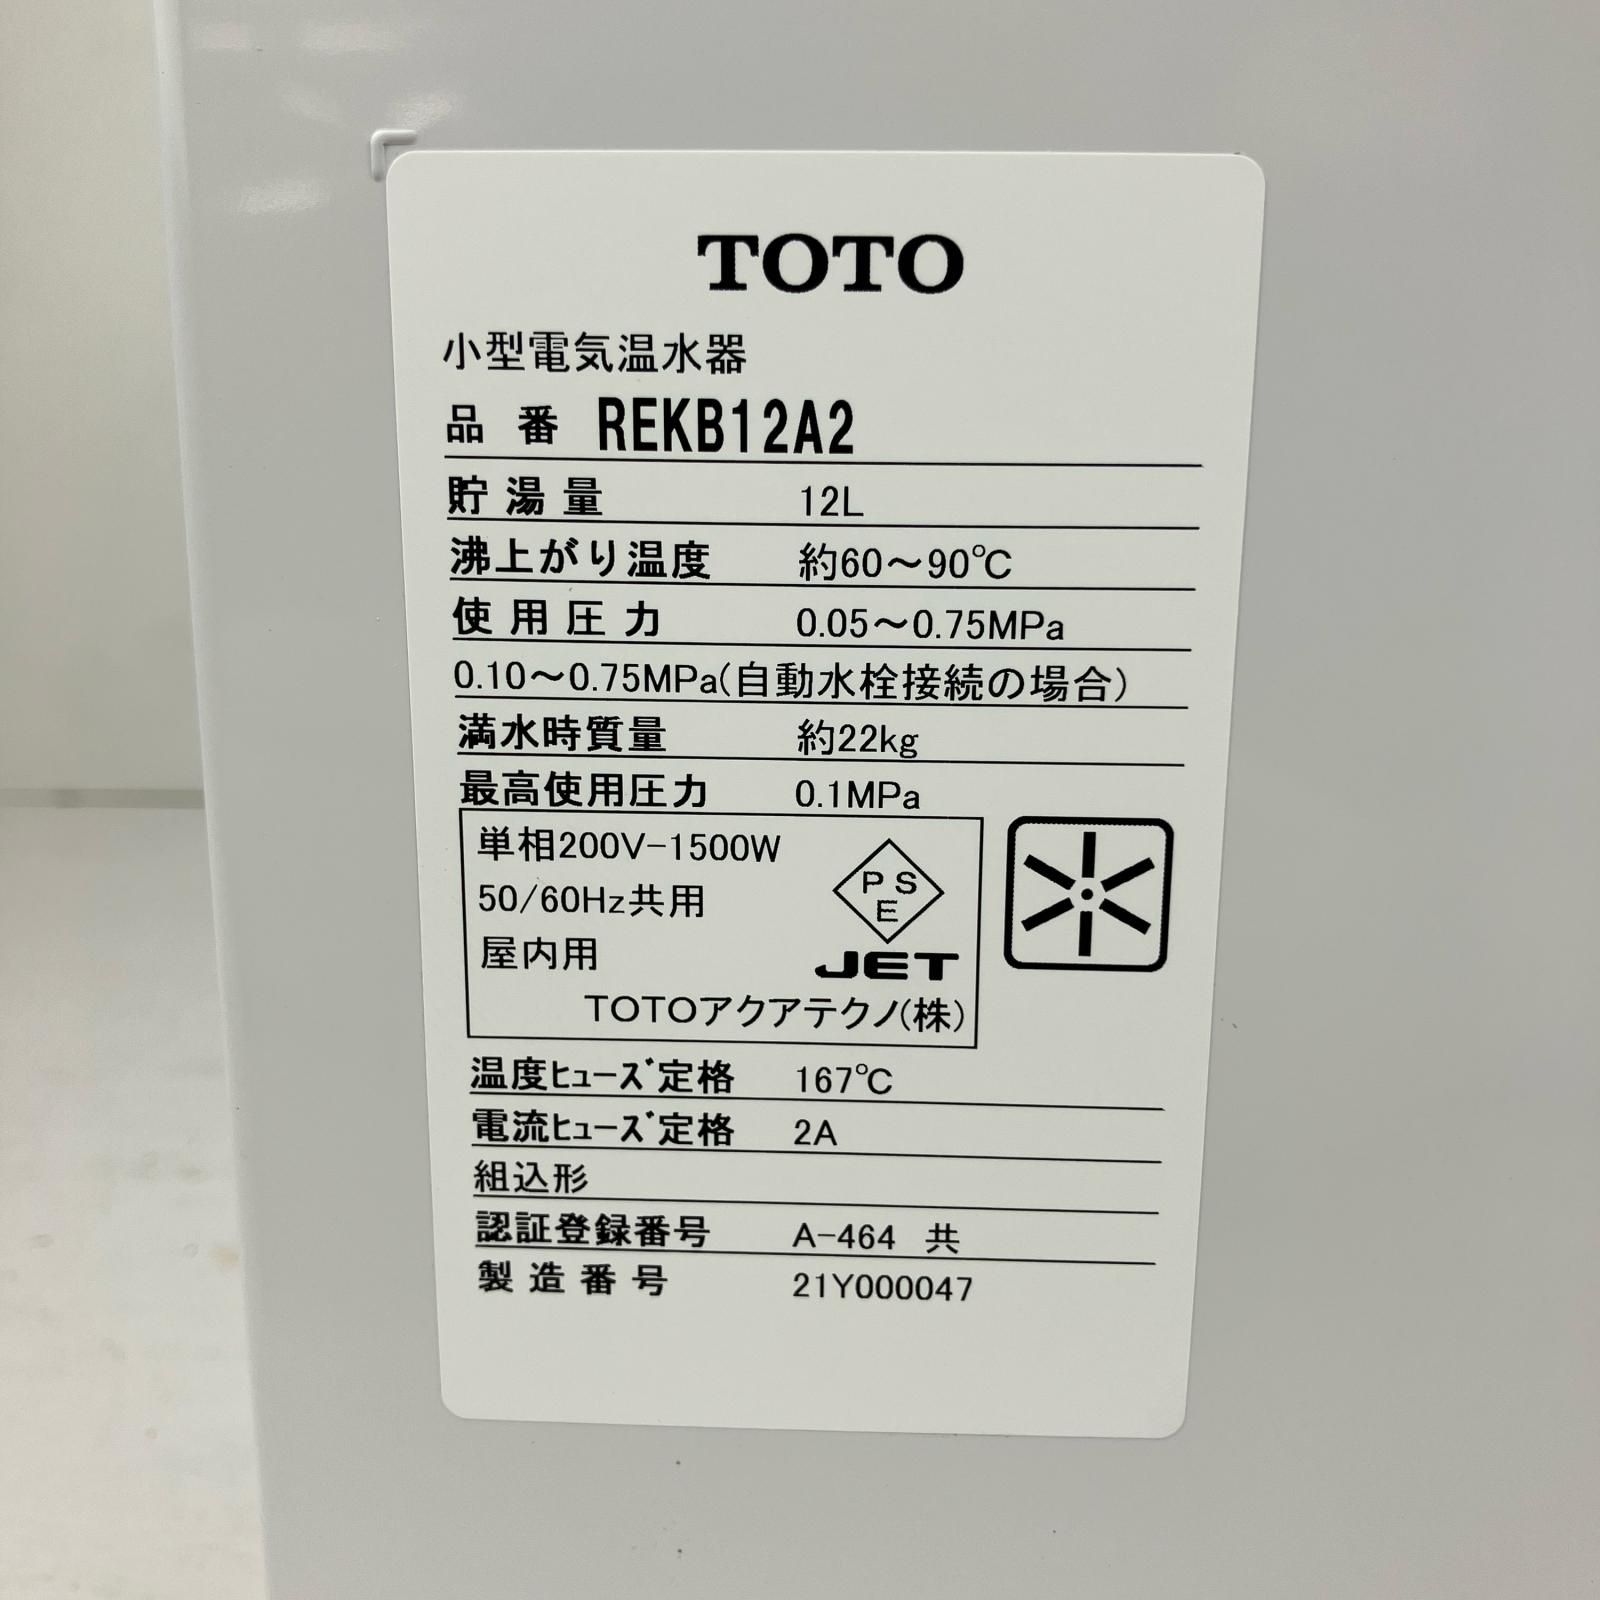 TOTO
小型電気温水器
品 番 REKB12A2
貯湯量 12L
沸上がり温度 約60～90℃
使用圧力 0.05～0.75MPa
0.10～0.75MPa(自動水栓接続の場合)
満水時質量 約22kg
最高使用圧力 0.1MPa
単相200V-1500W
50/60Hz共用
屋内用
PSE
JET
TOTOアクアテクノ(株)
温度ﾋｭｰｽﾞ定格 167℃
電流ﾋｭｰｽﾞ定格 2A
組込形
認証登録番号 A-464 共
製造番号 21Y000047